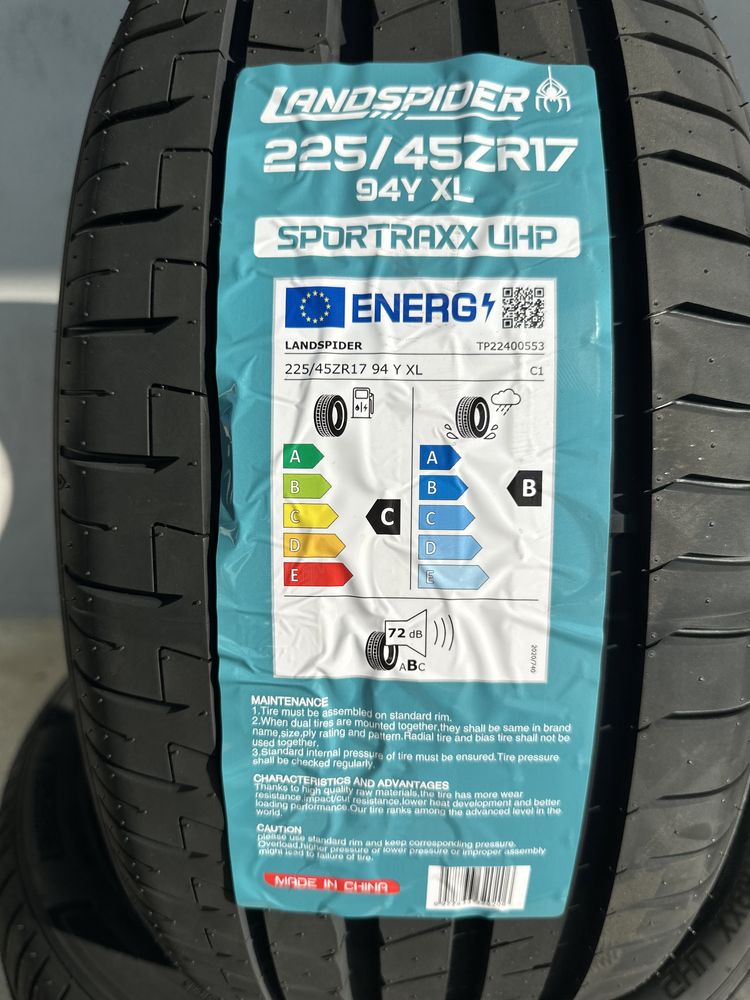 LANDSPIDER
225/45ZR17
94Y XL
SPORTRAXX UHP
ENERG
LANDSPIDER TP22400553
225/45ZR17 94 Y XL C1
A A
B B B
C C C
D D
E E
72 dB
ABC
2020/740
MAINTENANCE
1.Tire must be assembled on standard rim.
2.When dual tires are mounted together,they shall be same in brand
name,size,ply rating and pattern.Radial tire and bias tire shall not be
used together.
3.Standard internal pressure of tire must be ensured.Tire pressure
shall be checked regularly.
CHARACTERISTICS AND ADVANTAGES
Thanks to high quality raw materials,the tire has more wear
resistance,impact/cut resistance,lower heat development and better
loading performance.Our tire ranks among the advanced level in the
world.
CAUTION
please use standard rim and keep corresponding pressure.
Overload,higher pressure or lower pressure or improper assembly
might lead to failure of tire.
MADE IN CHINA
UHP